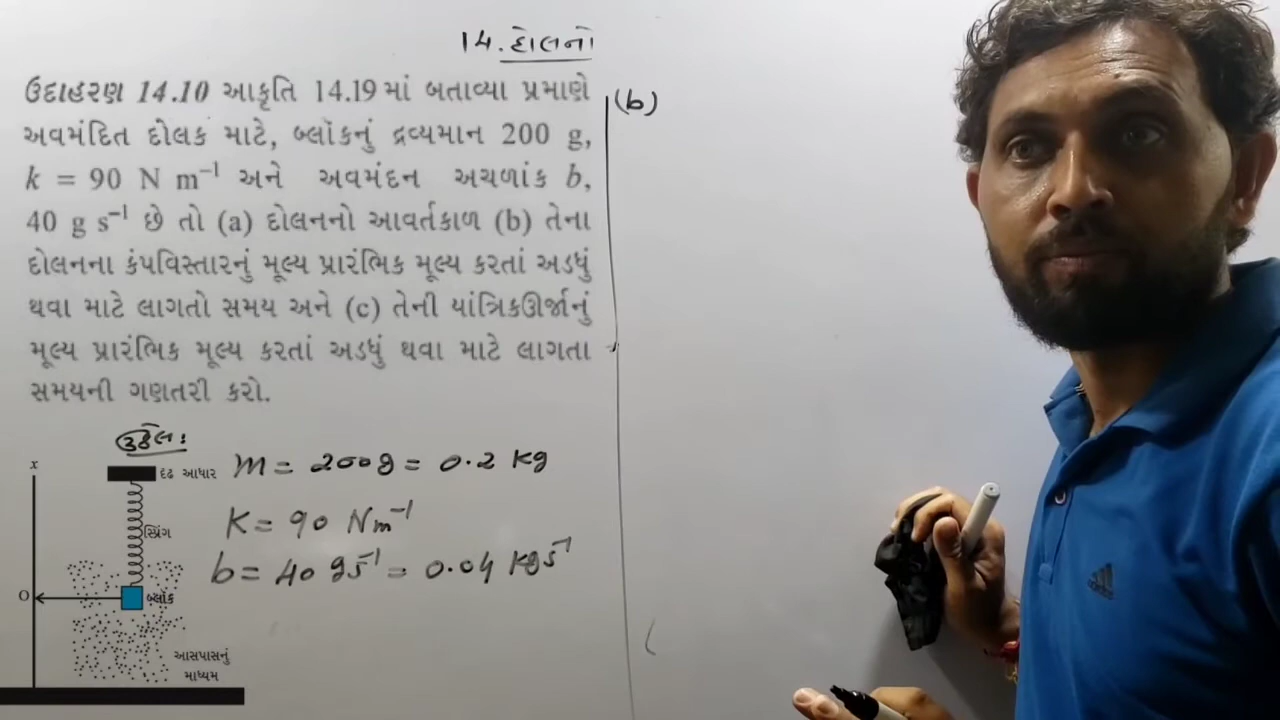 14. દોલનો
ઉદાહરણ 14.10 આકૃતિ 14.19માં બતાવ્યા પ્રમાણે
અવમંદિત દોલક માટે, બ્લૉકનું દ્રવ્યમાન 200 g,
k = 90 N m⁻¹ અને અવમંદન અચળાંક b,
40 g s⁻¹ છે તો (a) દોલનનો આવર્તકાળ (b) તેના
દોલનના કંપવિસ્તારનું મૂલ્ય પ્રારંભિક મૂલ્ય કરતાં અડધું
થવા માટે લાગતો સમય અને (c) તેની યાંત્રિકઊર્જાનું
મૂલ્ય પ્રારંભિક મૂલ્ય કરતાં અડધું થવા માટે લાગતા
સમયની ગણતરી કરો.
(b)
ઉકેલ:
m = 200g = 0.2 kg
K = 90 Nm⁻¹
b = 40 gs⁻¹ = 0.04 kgs⁻¹
x
દૃઢ આધાર
સ્પ્રિંગ
O
બ્લૉક
આસપાસનું
માધ્યમ
adidas